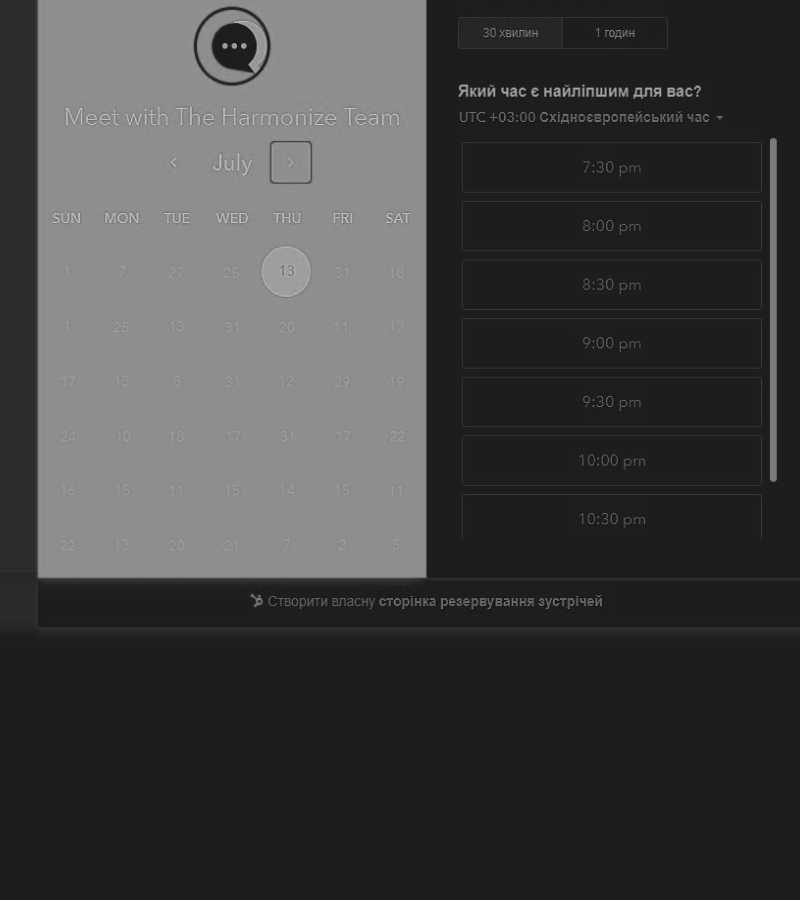 Meet with The Harmonize Team
July
SUN MON TUE WED THU FRI SAT
1 7 27 25 13 31 18
1 25 13 31 20 11 13
17 13 8 31 12 29 19
24 10 18 17 31 17 22
16 15 11 15 14 15 11
22 13 20 21 7 2 5
30 хвилин 1 годин
Який час є найліпшим для вас?
UTC +03:00 Східноєвропейський час
7:30 pm
8:00 pm
8:30 pm
9:00 pm
9:30 pm
10:00 pm
10:30 pm
Створити власну сторінка резервування зустрічей